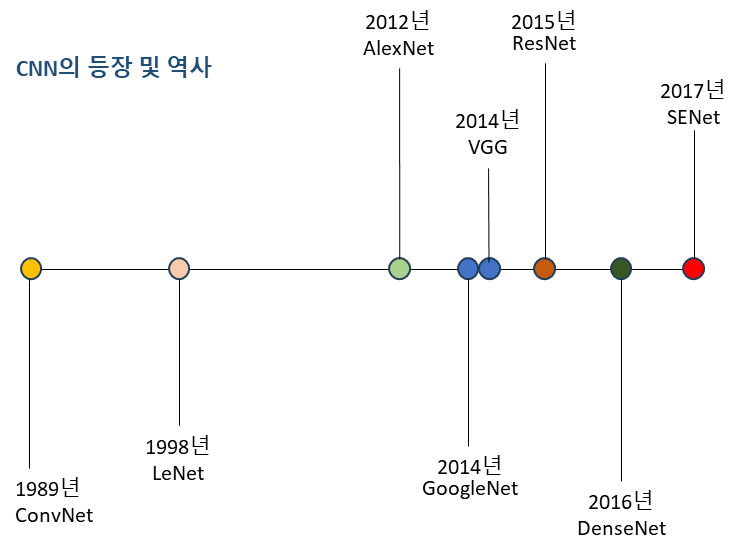 CNN의 등장 및 역사
2012년
AlexNet
2015년
ResNet
2014년
VGG
2017년
SENet
1989년
ConvNet
1998년
LeNet
2014년
GoogleNet
2016년
DenseNet